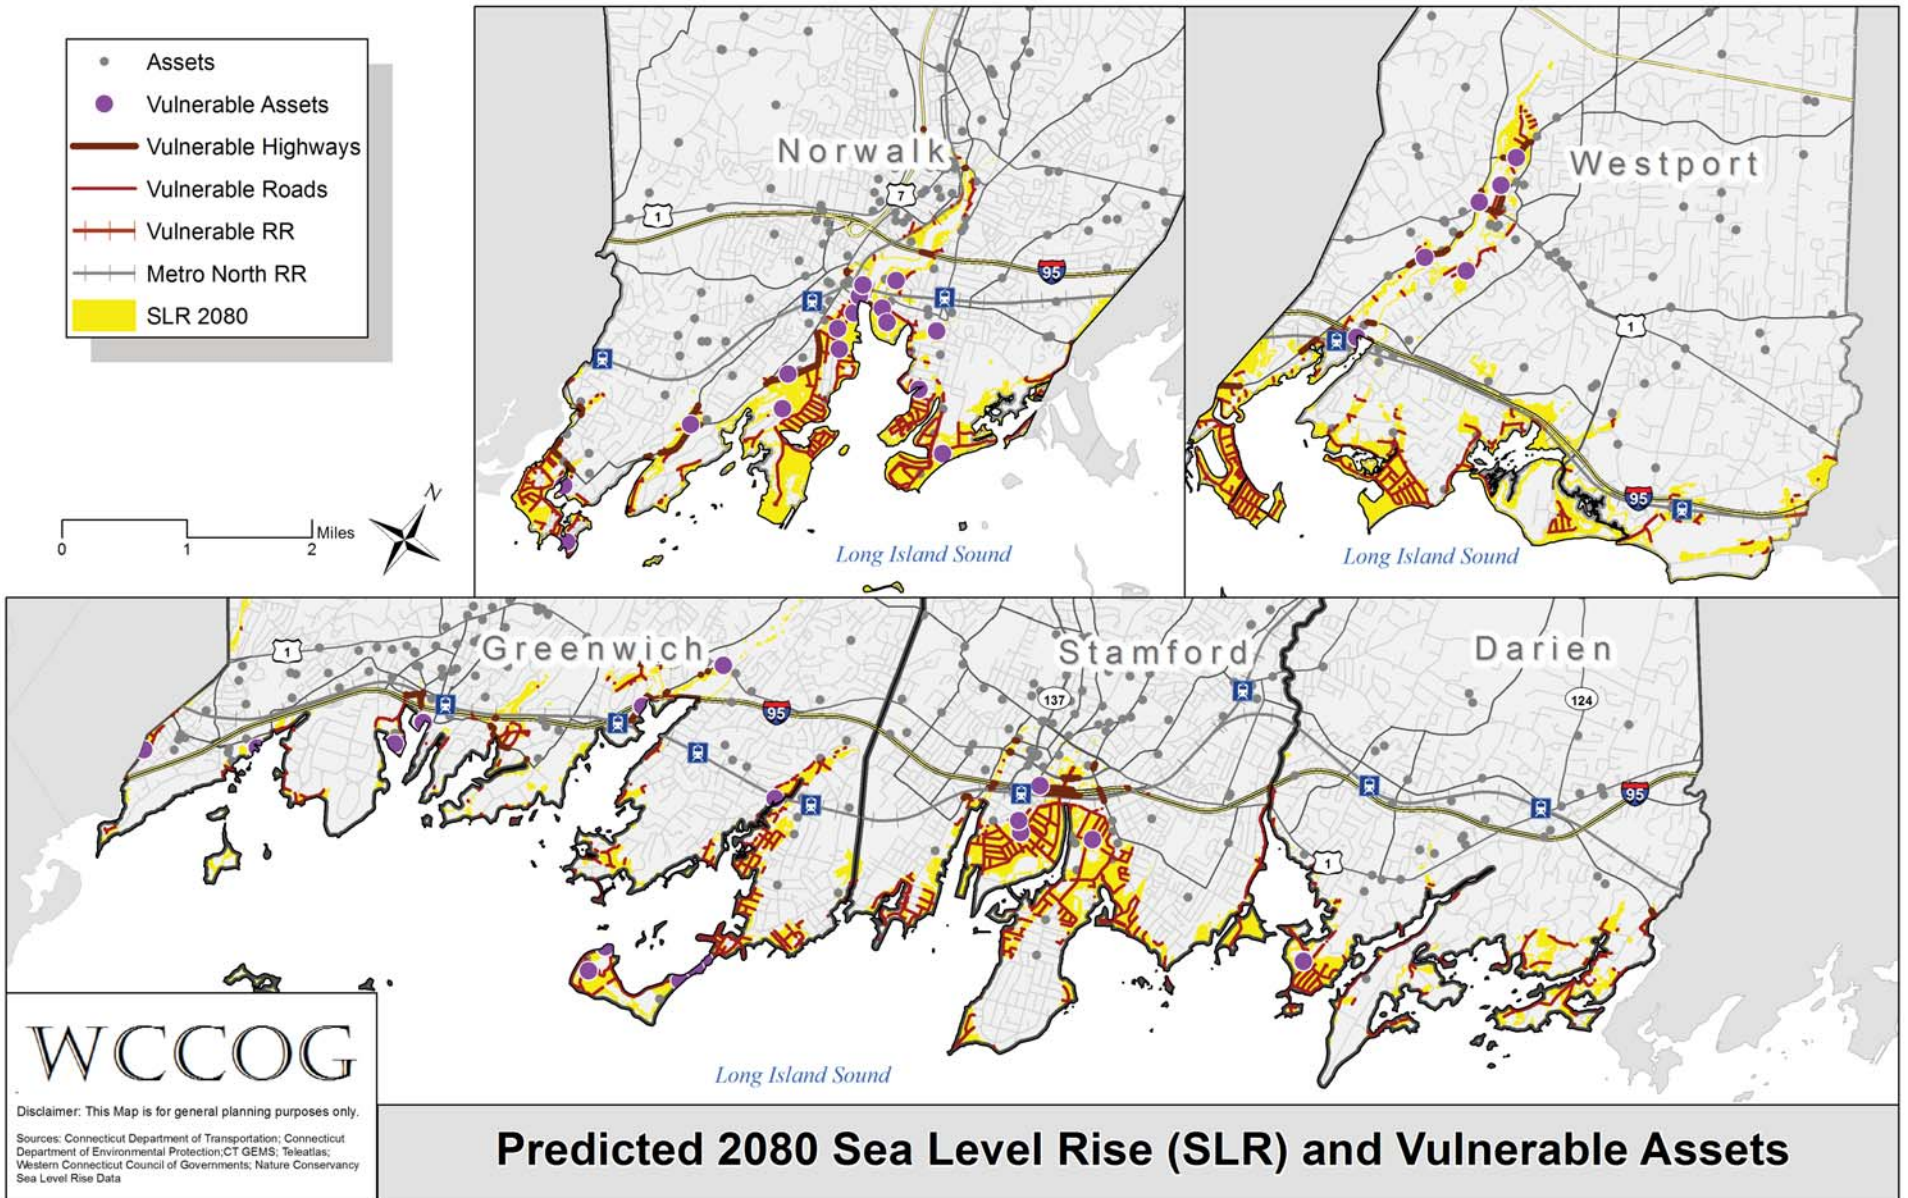 Assets
Vulnerable Assets
Vulnerable Highways
Vulnerable Roads
Vulnerable RR
Metro North RR
SLR 2080
0 1 2 Miles
N
Norwalk
7
1
95
Long Island Sound
Westport
1
95
Long Island Sound
Greenwich
Stamford
Darien
1
95
137
124
1
95
Long Island Sound
WCCOG
Disclaimer: This Map is for general planning purposes only.
Sources: Connecticut Department of Transportation; Connecticut
Department of Environmental Protection;CT GEMS; Teleatlas;
Western Connecticut Council of Governments; Nature Conservancy
Sea Level Rise Data
Predicted 2080 Sea Level Rise (SLR) and Vulnerable Assets